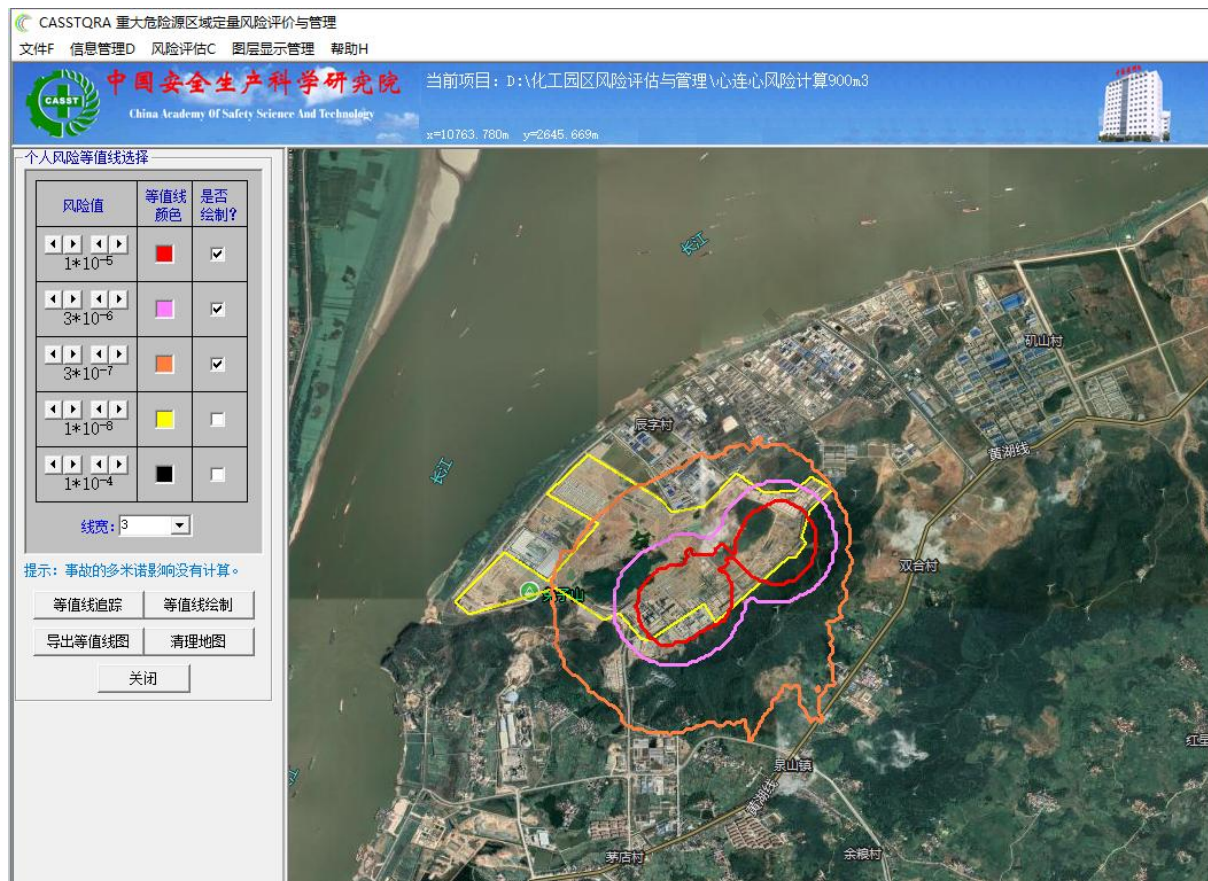 CASSTQRA 重大危险源区域定量风险评价与管理
文件F 信息管理D 风险评估C 图层显示管理 帮助H
CASST
中国安全生产科学研究院
China Academy Of Safety Science And Technology
当前项目：D:\化工园区风险评估与管理\心连心风险计算900m3
x=10763.780m y=2645.669m
个人风险等值线选择
风险值 等值线颜色 是否绘制?
1*10-5
3*10-6
3*10-7
1*10-8
1*10-4
线宽：3
提示：事故的多米诺影响没有计算。
等值线追踪 等值线绘制
导出等值线图 清理地图
关闭
长江
矶山村
辰字村
黄湖线
长江
双合村
红星
泉山镇
黄湖线
茅店村
余粮村
江